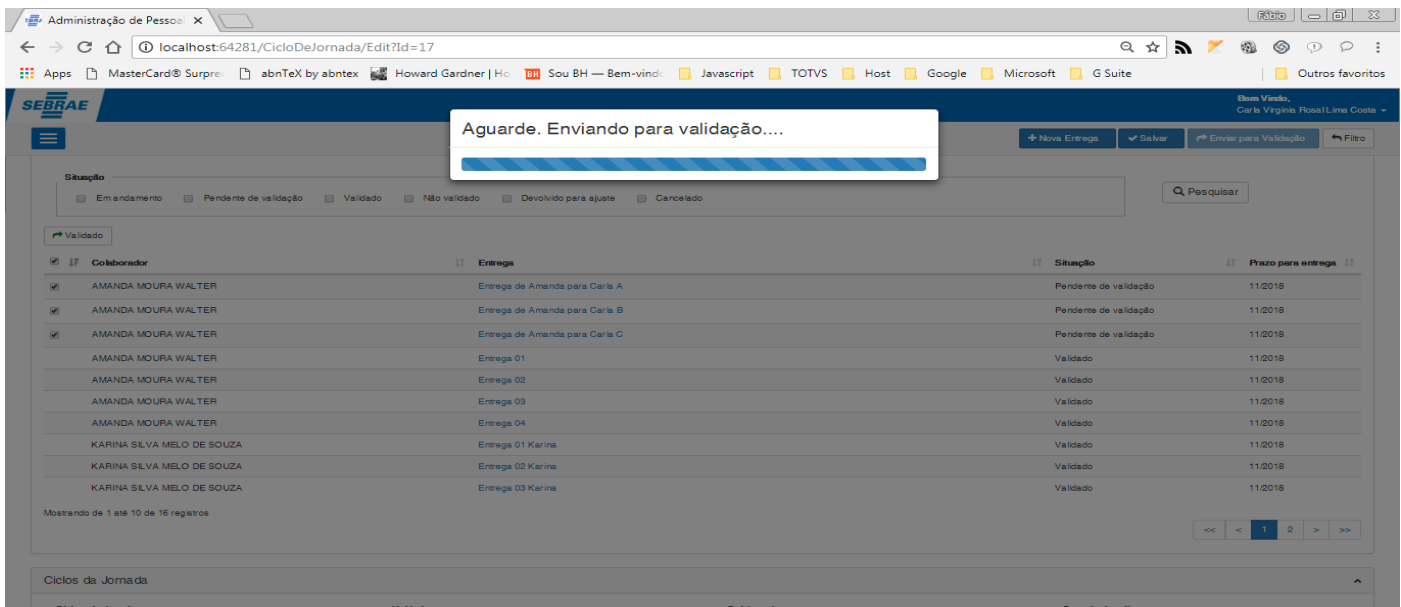 Administração de Pessoal
Fábio
localhost:64281/CicloDeJornada/Edit?Id=17
Apps MasterCard® Surpre abnTeX by abntex Howard Gardner | Ho Sou BH — Bem-vindo Javascript TOTVS Host Google Microsoft G Suite Outros favoritos
SEBRAE
Bem Vindo,
Carla Virginia Rosal Lima Costa
Aguarde. Enviando para validação....
Nova Entrega Salvar Enviar para Validação Filtro
Situação
Em andamento Pendente de validação Validado Não validado Devolvido para ajuste Cancelado
Pesquisar
Validado
Colaborador Entrega Situação Prazo para entrega
AMANDA MOURA WALTER Entrega de Amanda para Carla A Pendente de validação 11/2018
AMANDA MOURA WALTER Entrega de Amanda para Carla B Pendente de validação 11/2018
AMANDA MOURA WALTER Entrega de Amanda para Carla C Pendente de validação 11/2018
AMANDA MOURA WALTER Entrega 01 Validado 11/2018
AMANDA MOURA WALTER Entrega 02 Validado 11/2018
AMANDA MOURA WALTER Entrega 03 Validado 11/2018
AMANDA MOURA WALTER Entrega 04 Validado 11/2018
KARINA SILVA MELO DE SOUZA Entrega 01 Karina Validado 11/2018
KARINA SILVA MELO DE SOUZA Entrega 02 Karina Validado 11/2018
KARINA SILVA MELO DE SOUZA Entrega 03 Karina Validado 11/2018
Mostrando de 1 até 10 de 16 registros
<< < 1 2 > >>
Ciclos da Jornada